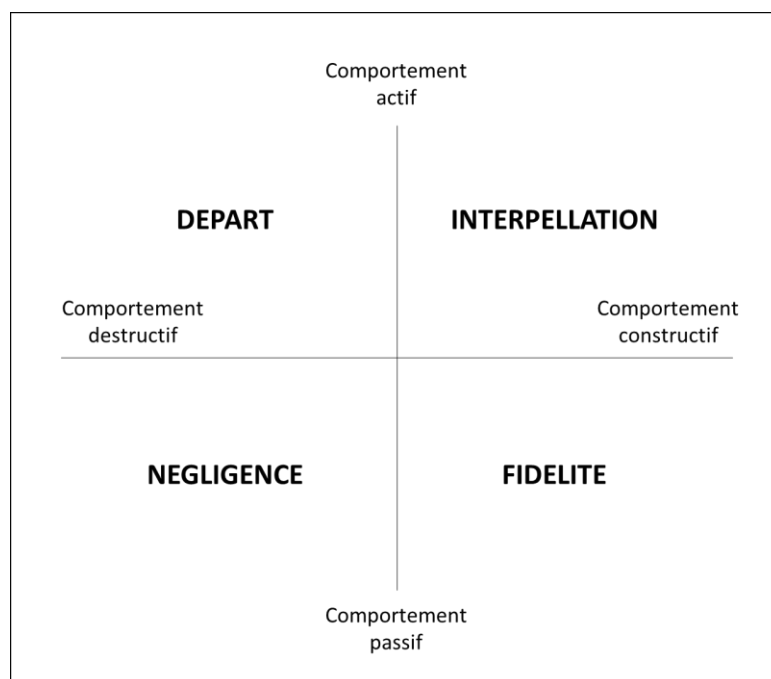 Comportement
actif
DEPART
INTERPELLATION
Comportement
destructif
Comportement
constructif
NEGLIGENCE
FIDELITE
Comportement
passif